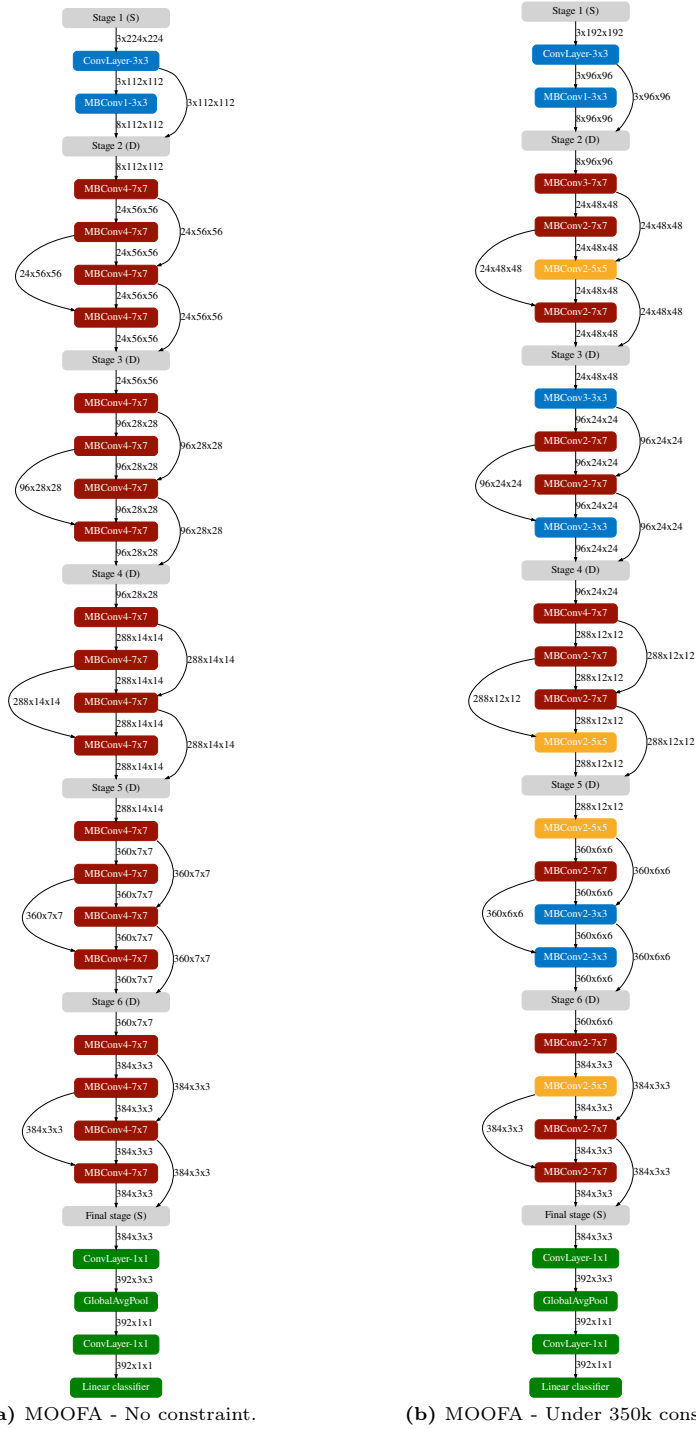 Stage 1 (S)
3x224x224
ConvLayer-3x3
3x112x112
3x112x112
MBConv1-3x3
8x112x112
Stage 2 (D)
8x112x112
MBConv4-7x7
24x56x56
MBConv4-7x7
24x56x56
24x56x56
24x56x56
MBConv4-7x7
24x56x56
24x56x56
MBConv4-7x7
24x56x56
Stage 3 (D)
24x56x56
MBConv4-7x7
96x28x28
MBConv4-7x7
96x28x28
96x28x28
96x28x28
MBConv4-7x7
96x28x28
96x28x28
MBConv4-7x7
96x28x28
Stage 4 (D)
96x28x28
MBConv4-7x7
288x14x14
MBConv4-7x7
288x14x14
288x14x14
288x14x14
MBConv4-7x7
288x14x14
288x14x14
MBConv4-7x7
288x14x14
Stage 5 (D)
288x14x14
MBConv4-7x7
360x7x7
MBConv4-7x7
360x7x7
360x7x7
360x7x7
MBConv4-7x7
360x7x7
360x7x7
MBConv4-7x7
360x7x7
Stage 6 (D)
360x7x7
MBConv4-7x7
384x3x3
MBConv4-7x7
384x3x3
384x3x3
384x3x3
MBConv4-7x7
384x3x3
384x3x3
MBConv4-7x7
384x3x3
Final stage (S)
384x3x3
ConvLayer-1x1
392x3x3
GlobalAvgPool
392x1x1
ConvLayer-1x1
392x1x1
Linear classifier
a) MOOFA - No constraint.
Stage 1 (S)
3x192x192
ConvLayer-3x3
3x96x96
3x96x96
MBConv1-3x3
8x96x96
Stage 2 (D)
8x96x96
MBConv3-7x7
24x48x48
MBConv2-7x7
24x48x48
24x48x48
24x48x48
MBConv2-5x5
24x48x48
24x48x48
MBConv2-7x7
24x48x48
Stage 3 (D)
24x48x48
MBConv3-3x3
96x24x24
MBConv2-7x7
96x24x24
96x24x24
96x24x24
MBConv2-7x7
96x24x24
96x24x24
MBConv2-3x3
96x24x24
Stage 4 (D)
96x24x24
MBConv4-7x7
288x12x12
MBConv2-7x7
288x12x12
288x12x12
288x12x12
MBConv2-7x7
288x12x12
288x12x12
MBConv2-5x5
288x12x12
Stage 5 (D)
288x12x12
MBConv2-5x5
360x6x6
MBConv2-7x7
360x6x6
360x6x6
360x6x6
MBConv2-3x3
360x6x6
360x6x6
MBConv2-3x3
360x6x6
Stage 6 (D)
360x6x6
MBConv2-7x7
384x3x3
MBConv2-5x5
384x3x3
384x3x3
384x3x3
MBConv2-7x7
384x3x3
384x3x3
MBConv2-7x7
384x3x3
Final stage (S)
384x3x3
ConvLayer-1x1
392x3x3
GlobalAvgPool
392x1x1
ConvLayer-1x1
392x1x1
Linear classifier
(b) MOOFA - Under 350k cons